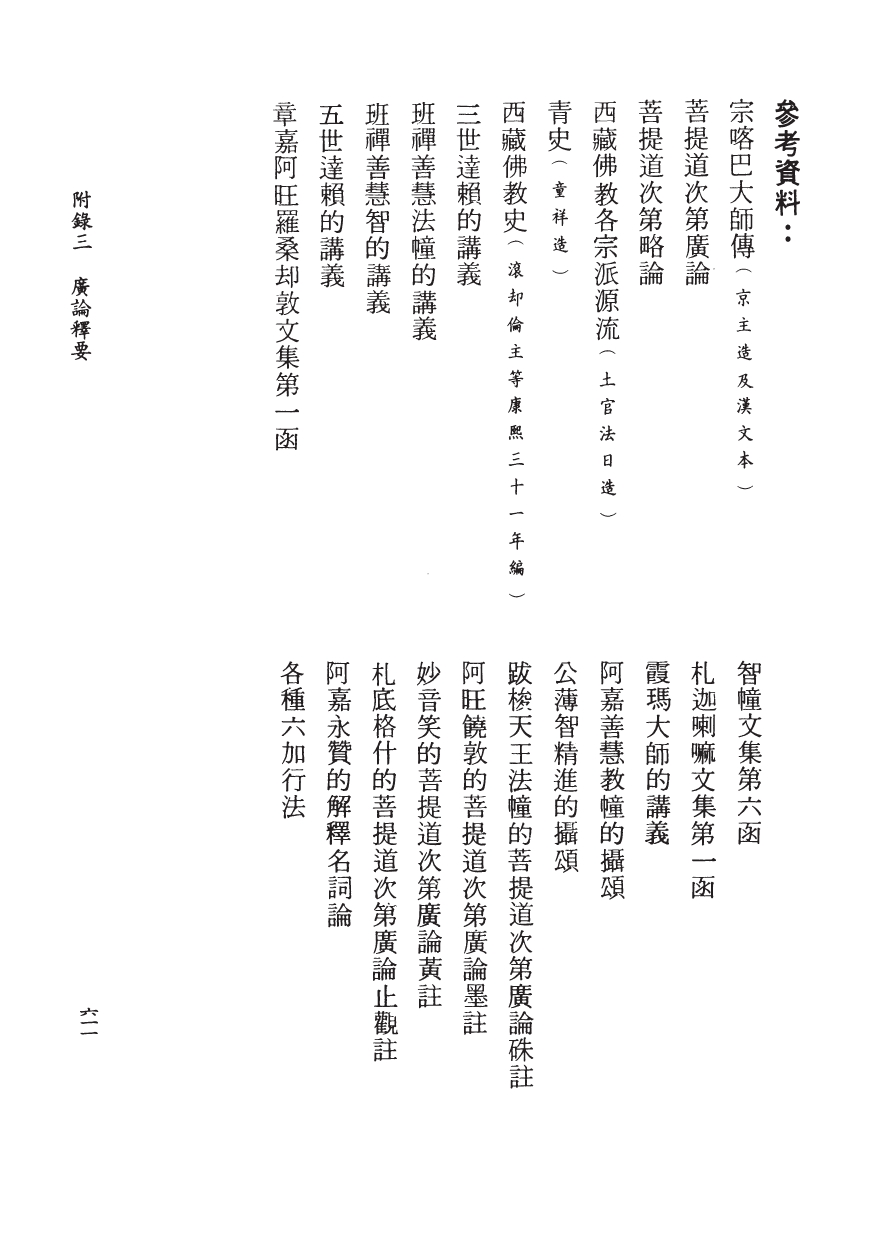 參考資料：
宗喀巴大師傳（京主造及漢文本）
菩提道次第廣論
菩提道次第略論
西藏佛教各宗派源流（土官法日造）
青史（童祥造）
西藏佛教史（滾却倫主等康熙三十一年編）
三世達賴的講義
班禪善慧法幢的講義
班禪善慧智的講義
五世達賴的講義
章嘉阿旺羅桑却敦文集第一函
智幢文集第六函
札迦喇嘛文集第一函
霞瑪大師的講義
阿嘉善慧教幢的攝頌
公薄智精進的攝頌
跋梭天王法幢的菩提道次第廣論硃註
阿旺饒敦的菩提道次第廣論墨註
妙音笑的菩提道次第廣論黃註
札底格什的菩提道次第廣論止觀註
阿嘉永贊的解釋名詞論
各種六加行法
附錄三　廣論釋要
六一一